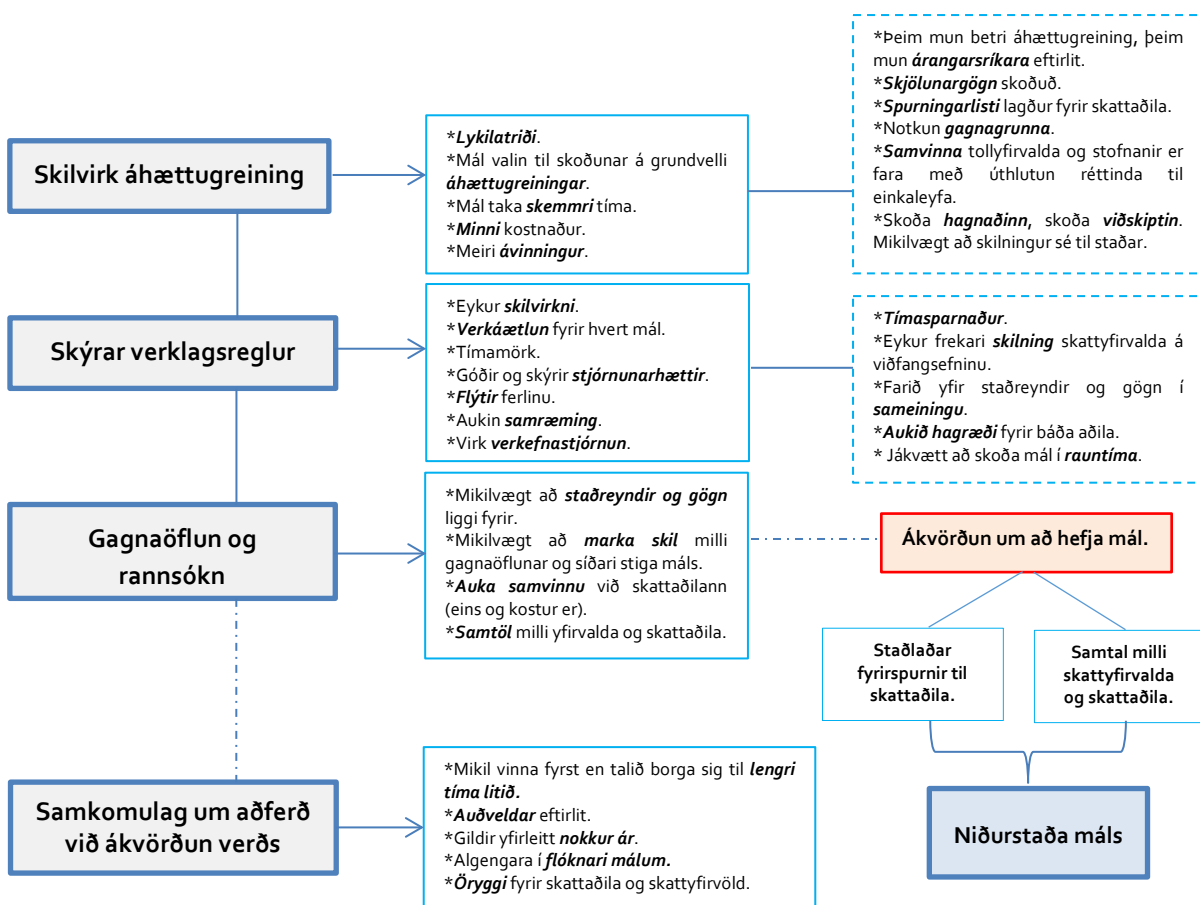 Skilvirk áhættugreining
*Lykilatriði.
*Mál valin til skoðunar á grundvelli
áhættugreiningar.
*Mál taka skemmri tíma.
*Minni kostnaður.
*Meiri ávinningur.
*Þeim mun betri áhættugreining, þeim
mun árangarsríkara eftirlit.
*Skjölunargögn skoðuð.
*Spurningarlisti lagður fyrir skattaðila.
*Notkun gagnagrunna.
*Samvinna tollyfirvalda og stofnanir er
fara með úthlutun réttinda til
einkaleyfa.
*Skoða hagnaðinn, skoða viðskiptin.
Mikilvægt að skilningur sé til staðar.
Skýrar verklagsreglur
*Eykur skilvirkni.
*Verkáætlun fyrir hvert mál.
*Tímamörk.
*Góðir og skýrir stjórnunarhættir.
*Flýtir ferlinu.
*Aukin samræming.
*Virk verkefnastjórnun.
*Tímasparnaður.
*Eykur frekari skilning skattyfirvalda á
viðfangsefninu.
*Farið yfir staðreyndir og gögn í
sameiningu.
*Aukið hagræði fyrir báða aðila.
* Jákvætt að skoða mál í rauntíma.
Gagnaöflun og
rannsókn
*Mikilvægt að staðreyndir og gögn
liggi fyrir.
*Mikilvægt að marka skil milli
gagnaöflunar og síðari stiga máls.
*Auka samvinnu við skattaðilann
(eins og kostur er).
*Samtöl milli yfirvalda og skattaðila.
Ákvörðun um að hefja mál.
Staðlaðar
fyrirspurnir til
skattaðila.
Samtal milli
skattyfirvalda
og skattaðila.
Niðurstaða máls
Samkomulag um aðferð
við ákvörðun verðs
*Mikil vinna fyrst en talið borga sig til lengri
tíma litið.
*Auðveldar eftirlit.
*Gildir yfirleitt nokkur ár.
*Algengara í flóknari málum.
*Öryggi fyrir skattaðila og skattyfirvöld.